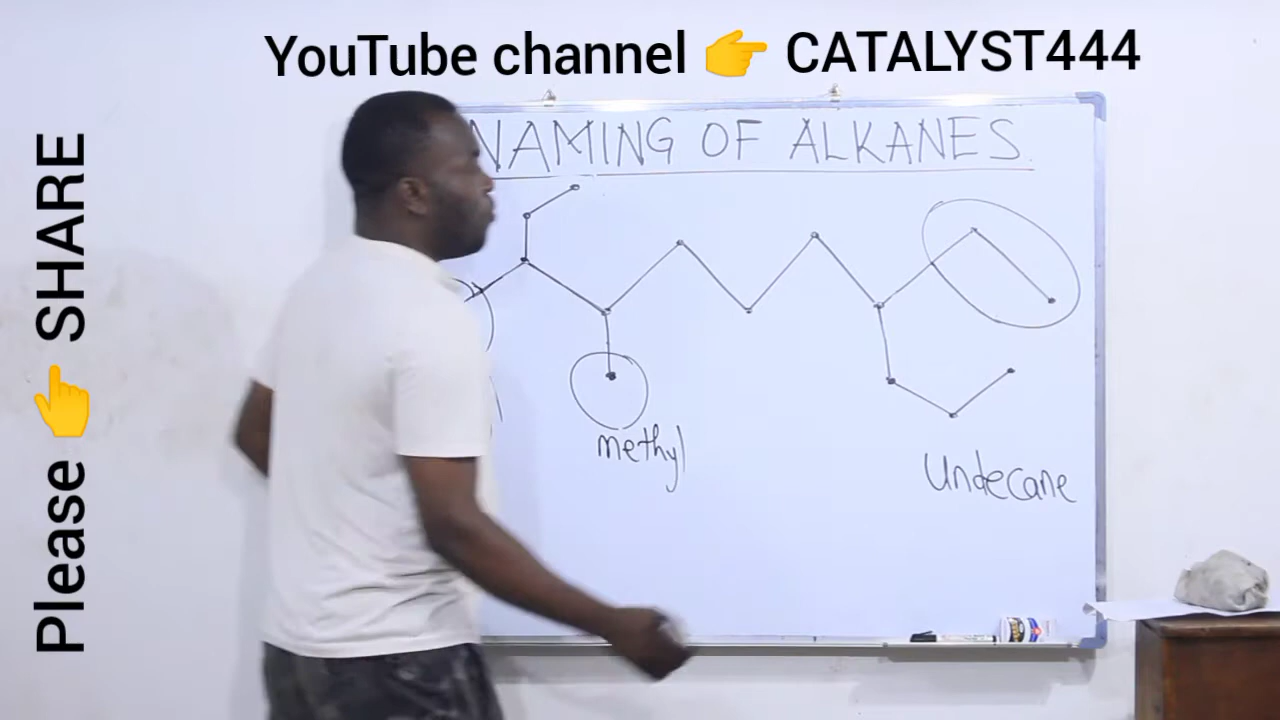 YouTube channel 👉 CATALYST444
Please 👆 SHARE
NAMING OF ALKANES.
methyl
Undecane